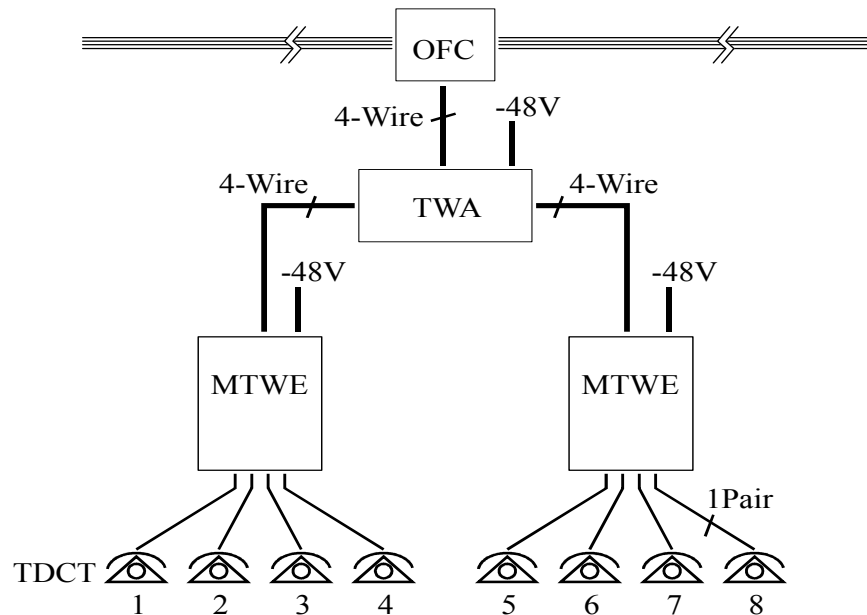 OFC
4-Wire -48V
4-Wire TWA 4-Wire
-48V -48V
MTWE MTWE
1Pair
TDCT
1 2 3 4 5 6 7 8